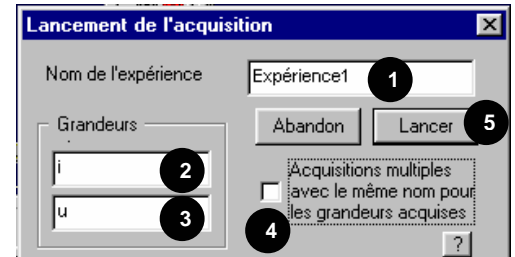 Lancement de l'acquisition
Nom de l'expérience
Expérience1
1
Grandeurs
Abandon
Lancer
5
i
2
u
3
Acquisitions multiples
avec le même nom pour
les grandeurs acquises
4
?